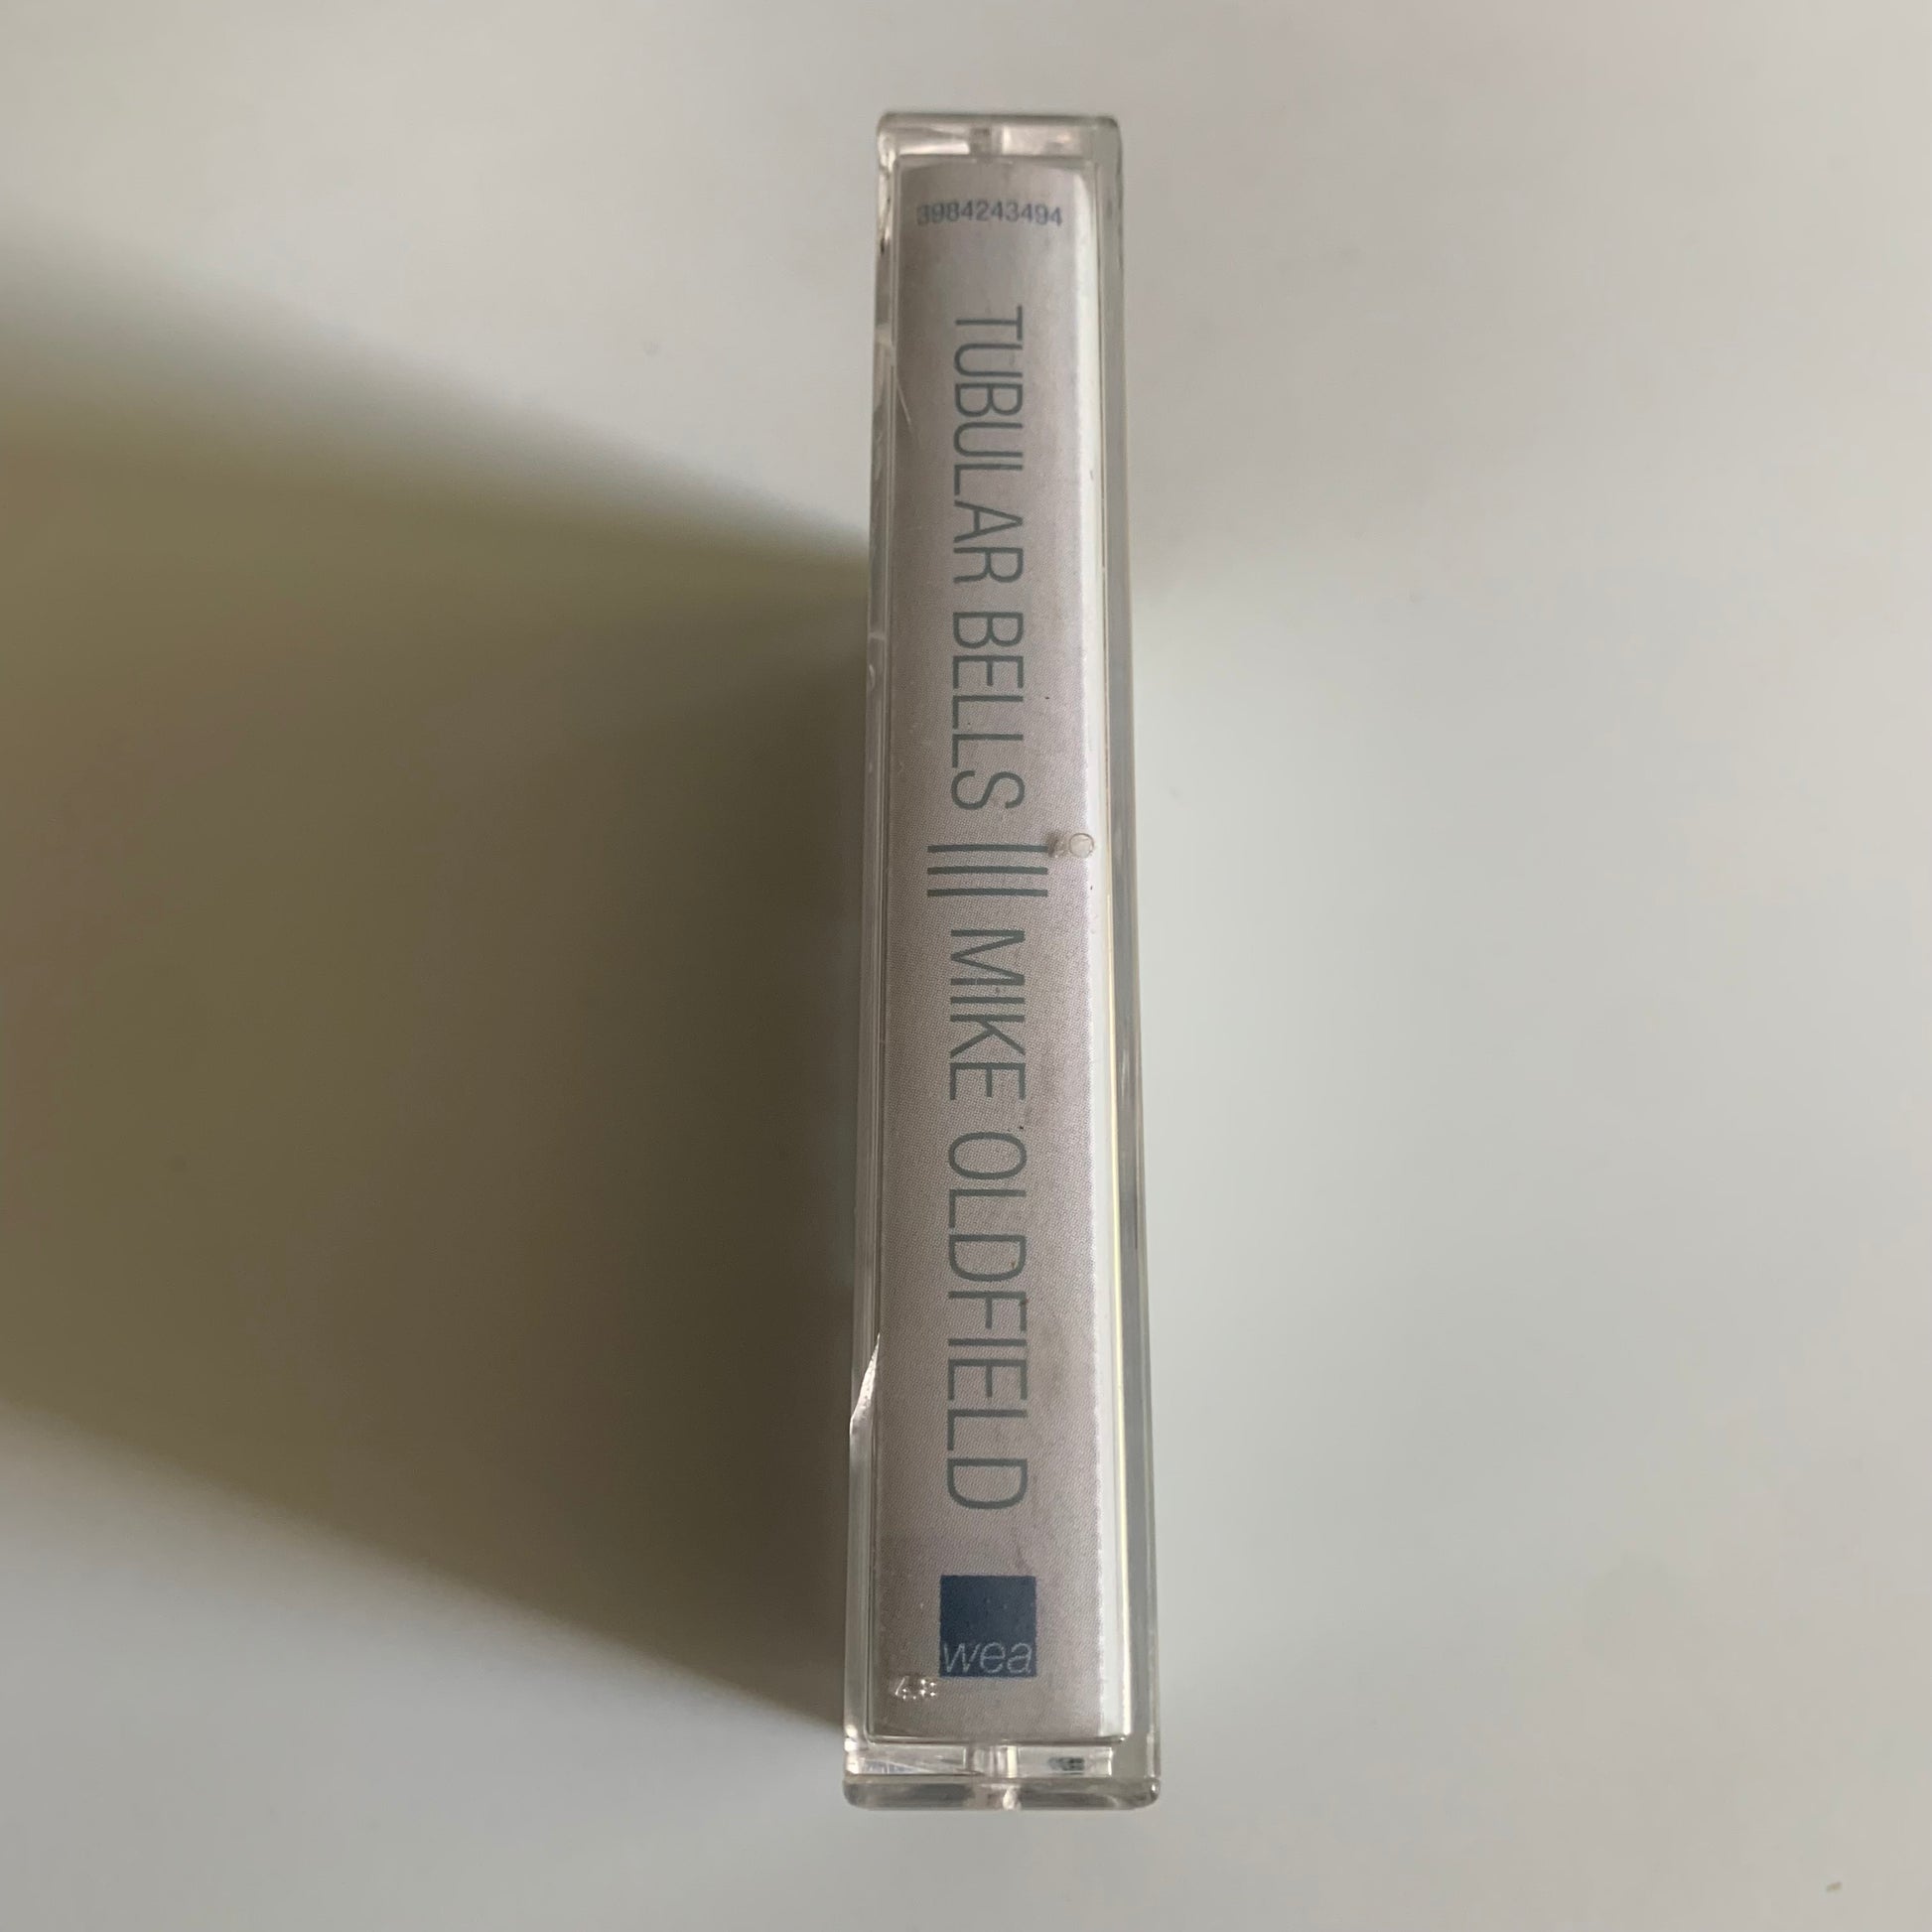 3984243494
TUBULAR BELLS III MIKE OLDFIELD
wea